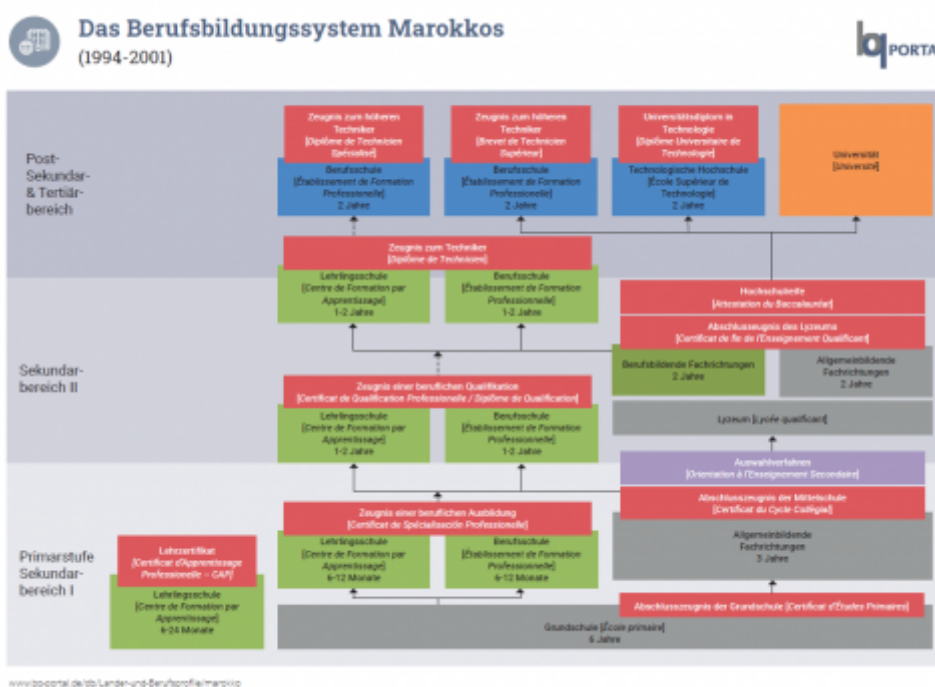 Das Berufsbildungssystem Marokkos
(1994-2001)
bq PORTA
Post-
Sekundar-
& Tertiär-
bereich
Zeugnis zum höheren
Techniker
[Diplôme de Technicien
Spécialisé]
Berufsschule
[Établissement de Formation
Professionelle]
2 Jahre
Zeugnis zum höheren
Techniker
[Brevet de Technicien
Supérieur]
Berufsschule
[Établissement de Formation
Professionelle]
2 Jahre
Universitätsdiplom in
Technologie
[Diplôme Universitaire de
Technologie]
Technologische Hochschule
[École Supérieur de
Technologie]
2 Jahre
Universität
[Université]
Zeugnis zum Techniker
[Diplôme de Technicien]
Lehrlingsschule
[Centre de Formation par
Apprentissage]
1-2 Jahre
Berufsschule
[Établissement de Formation
Professionnelle]
1-2 Jahre
Hochschulreife
[Attestation du Baccalauréat]
Abschlusszeugnis des Lyzeums
[Certificat de fin de l'Enseignement Qualificant]
Berufsbildende Fachrichtungen
2 Jahre
Allgemeinbildende
Fachrichtungen
2 Jahre
Lyzeum [Lycée qualificant]
Sekundar-
bereich II
Zeugnis einer beruflichen Qualifikation
[Certificat de Qualification Professionelle / Diplôme de Qualification]
Lehrlingsschule
[Centre de Formation par
Apprentissage]
1-2 Jahre
Berufsschule
[Établissement de Formation
Professionnelle]
1-2 Jahre
Auswahlverfahren
[Orientation à l'Enseignement Secondaire]
Abschlusszeugnis der Mittelschule
[Certificat du Cycle Collégial]
Allgemeinbildende
Fachrichtungen
3 Jahre
Primarstufe
Sekundar-
bereich I
Zeugnis einer beruflichen Ausbildung
[Certificat de Spécialisación Professionelle]
Lehrlingsschule
[Centre de Formation par
Apprentissage]
6-12 Monate
Berufsschule
[Établissement de Formation
Professionnelle]
6-12 Monate
Lehrzertifikat
[Certificat d'Apprentissage
Professionelle – CAP]
Lehrlingsschule
[Centre de Formation par
Apprentissage]
6-24 Monate
Abschlusszeugnis der Grundschule [Certificat d'Études Primaires]
Grundschule [École primaire]
6 Jahre
www.bq-portal.de/db/Länder-und-Berufsprofile/marokko